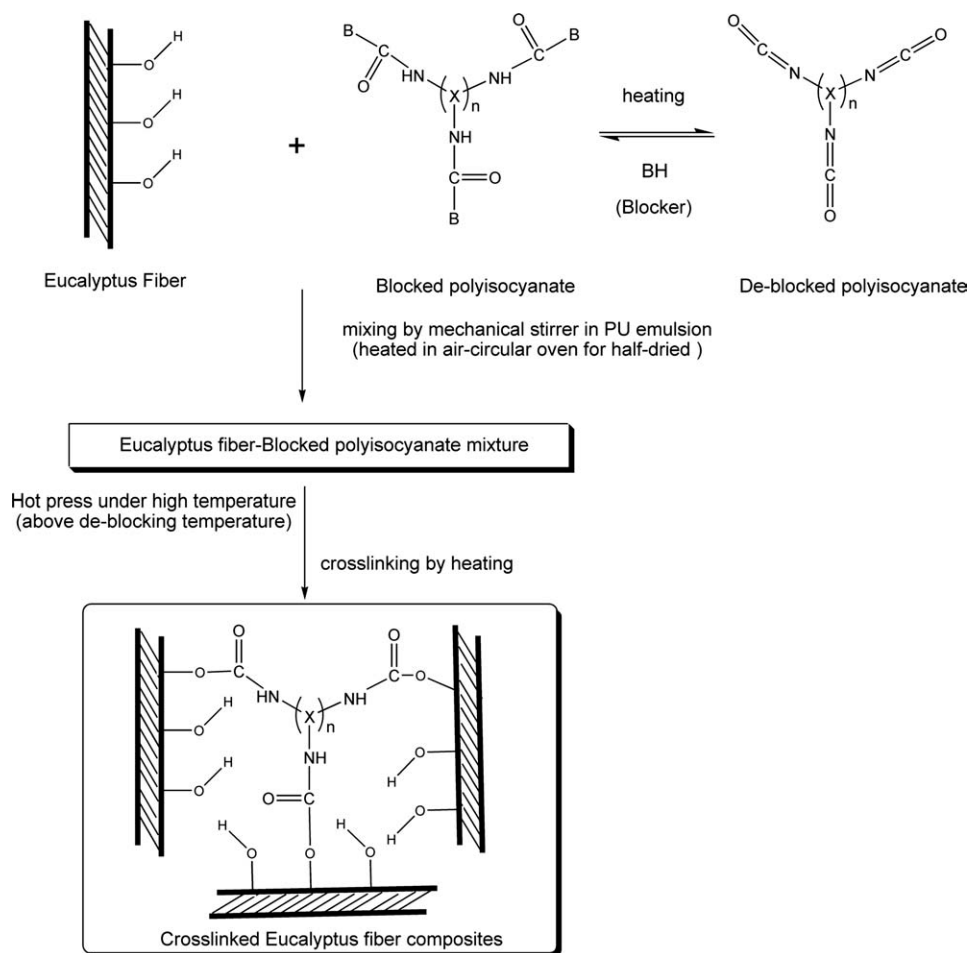 H
O
H
O
H
O
+
B
C
O
HN
O
C
B
NH
(X)n
NH
C
O
B
heating
BH
(Blocker)
O
C
N
O
C
N
(X)n
N
C
O
Eucalyptus Fiber
Blocked polyisocyanate
De-blocked polyisocyanate
mixing by mechanical stirrer in PU emulsion
(heated in air-circular oven for half-dried )
Eucalyptus fiber-Blocked polyisocyanate mixture
Hot press under high temperature
(above de-blocking temperature)
crosslinking by heating
O
O
C
HN
O
C
O
NH
(X)n
NH
O
C
O
H
O
H
O
O
H
O
H
H
O
H
O
Crosslinked Eucalyptus fiber composites